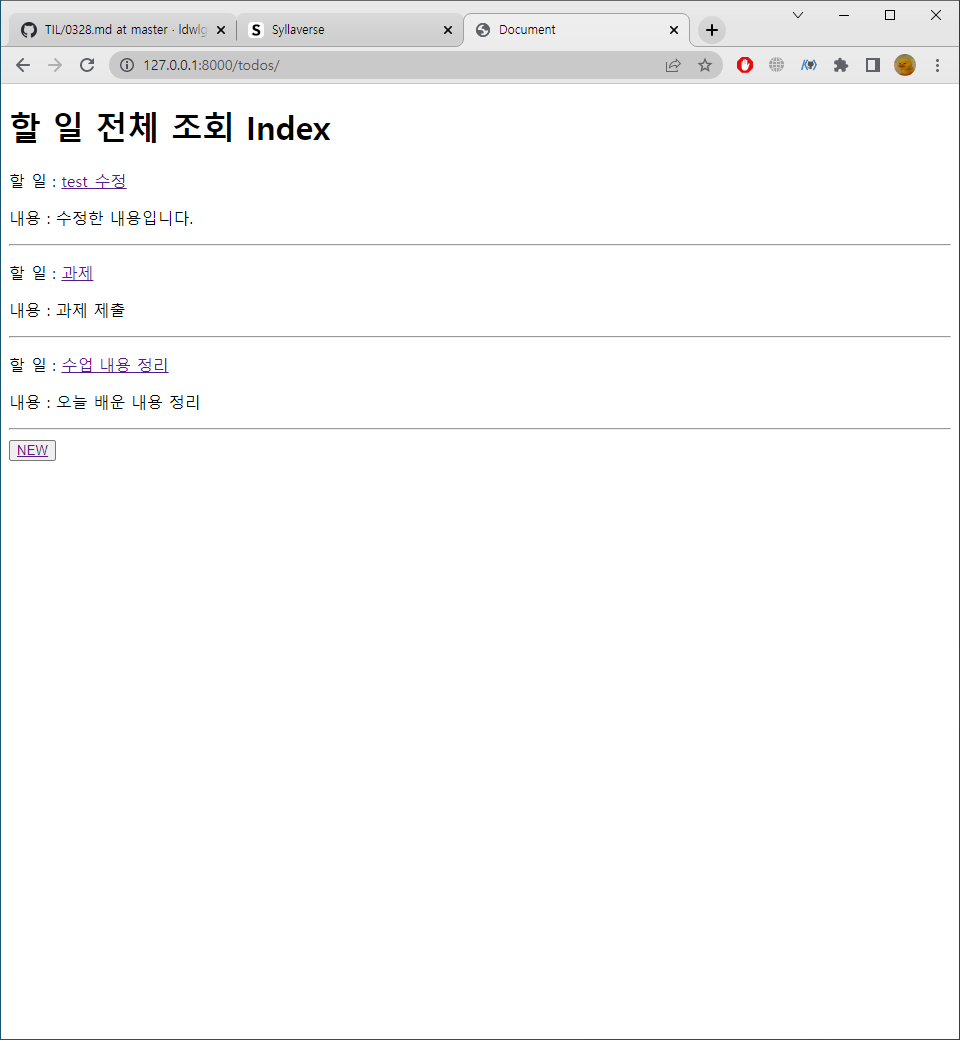 TIL/0328.md at master · ldwlg
Syllaverse
Document
127.0.0.1:8000/todos/
할 일 전체 조회 Index
할 일 : test 수정
내용 : 수정한 내용입니다.
할 일 : 과제
내용 : 과제 제출
할 일 : 수업 내용 정리
내용 : 오늘 배운 내용 정리
NEW